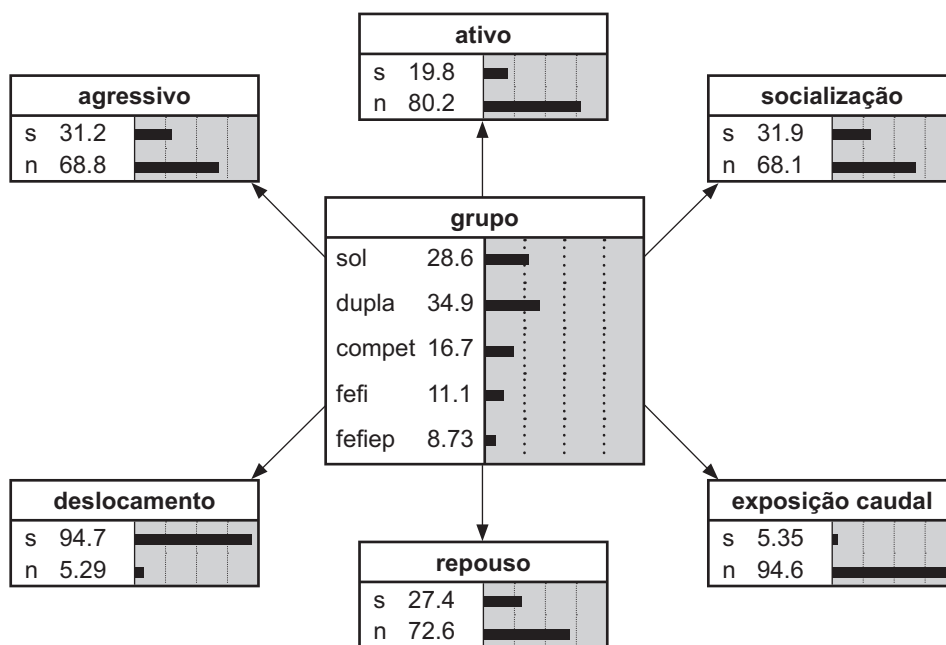 ativo
s 19.8
n 80.2
agressivo
s 31.2
n 68.8
socialização
s 31.9
n 68.1
grupo
sol 28.6
dupla 34.9
compet 16.7
fefi 11.1
fefiep 8.73
deslocamento
s 94.7
n 5.29
exposição caudal
s 5.35
n 94.6
repouso
s 27.4
n 72.6